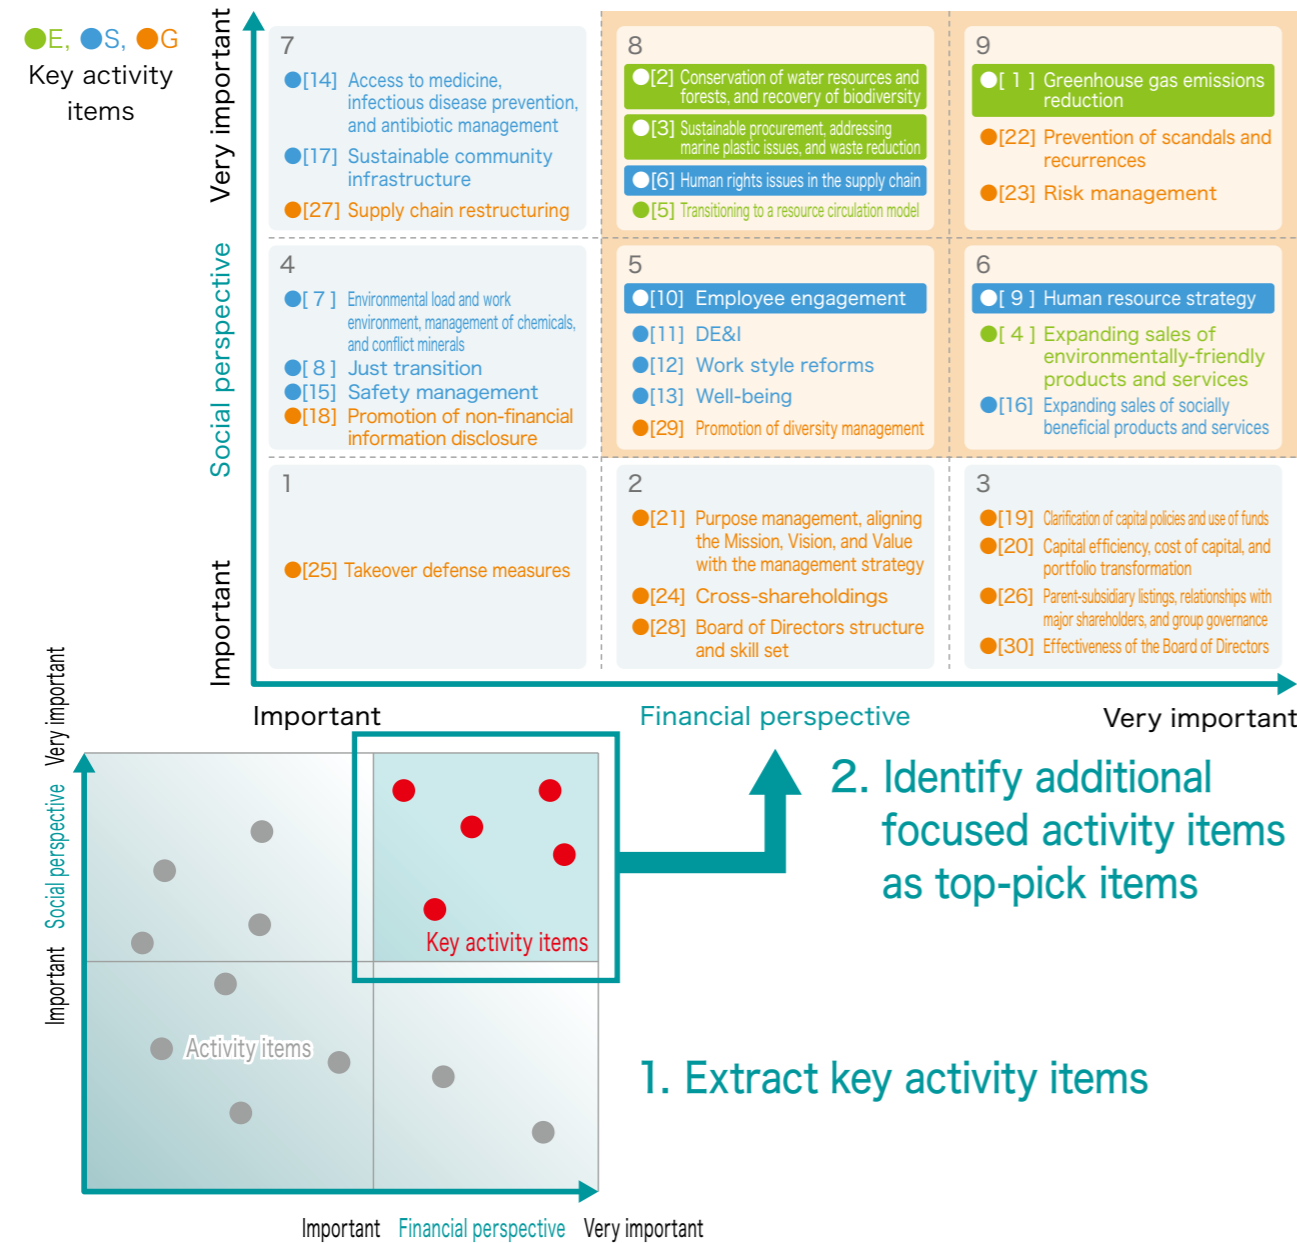 ●E, ●S, ●G
Key activity
items
Very important
Social perspective
Important
7
●[14] Access to medicine,
infectious disease prevention,
and antibiotic management
●[17] Sustainable community
infrastructure
●[27] Supply chain restructuring
8
●[2] Conservation of water resources and
forests, and recovery of biodiversity
●[3] Sustainable procurement, addressing
marine plastic issues, and waste reduction
●[6] Human rights issues in the supply chain
●[5] Transitioning to a resource circulation model
9
●[ 1 ] Greenhouse gas emissions
reduction
●[22] Prevention of scandals and
recurrences
●[23] Risk management
4
●[ 7 ] Environmental load and work
environment, management of chemicals,
and conflict minerals
●[ 8 ] Just transition
●[15] Safety management
●[18] Promotion of non-financial
information disclosure
5
●[10] Employee engagement
●[11] DE&I
●[12] Work style reforms
●[13] Well-being
●[29] Promotion of diversity management
6
●[ 9 ] Human resource strategy
●[ 4 ] Expanding sales of
environmentally-friendly
products and services
●[16] Expanding sales of socially
beneficial products and services
1
●[25] Takeover defense measures
2
●[21] Purpose management, aligning
the Mission, Vision, and Value
with the management strategy
●[24] Cross-shareholdings
●[28] Board of Directors structure
and skill set
3
●[19] Clarification of capital policies and use of funds
●[20] Capital efficiency, cost of capital, and
portfolio transformation
●[26] Parent-subsidiary listings, relationships with
major shareholders, and group governance
●[30] Effectiveness of the Board of Directors
Important
Financial perspective
Very important
Very important
Social perspective
Important
Key activity items
Activity items
2. Identify additional
focused activity items
as top-pick items
1. Extract key activity items
Important
Financial perspective
Very important